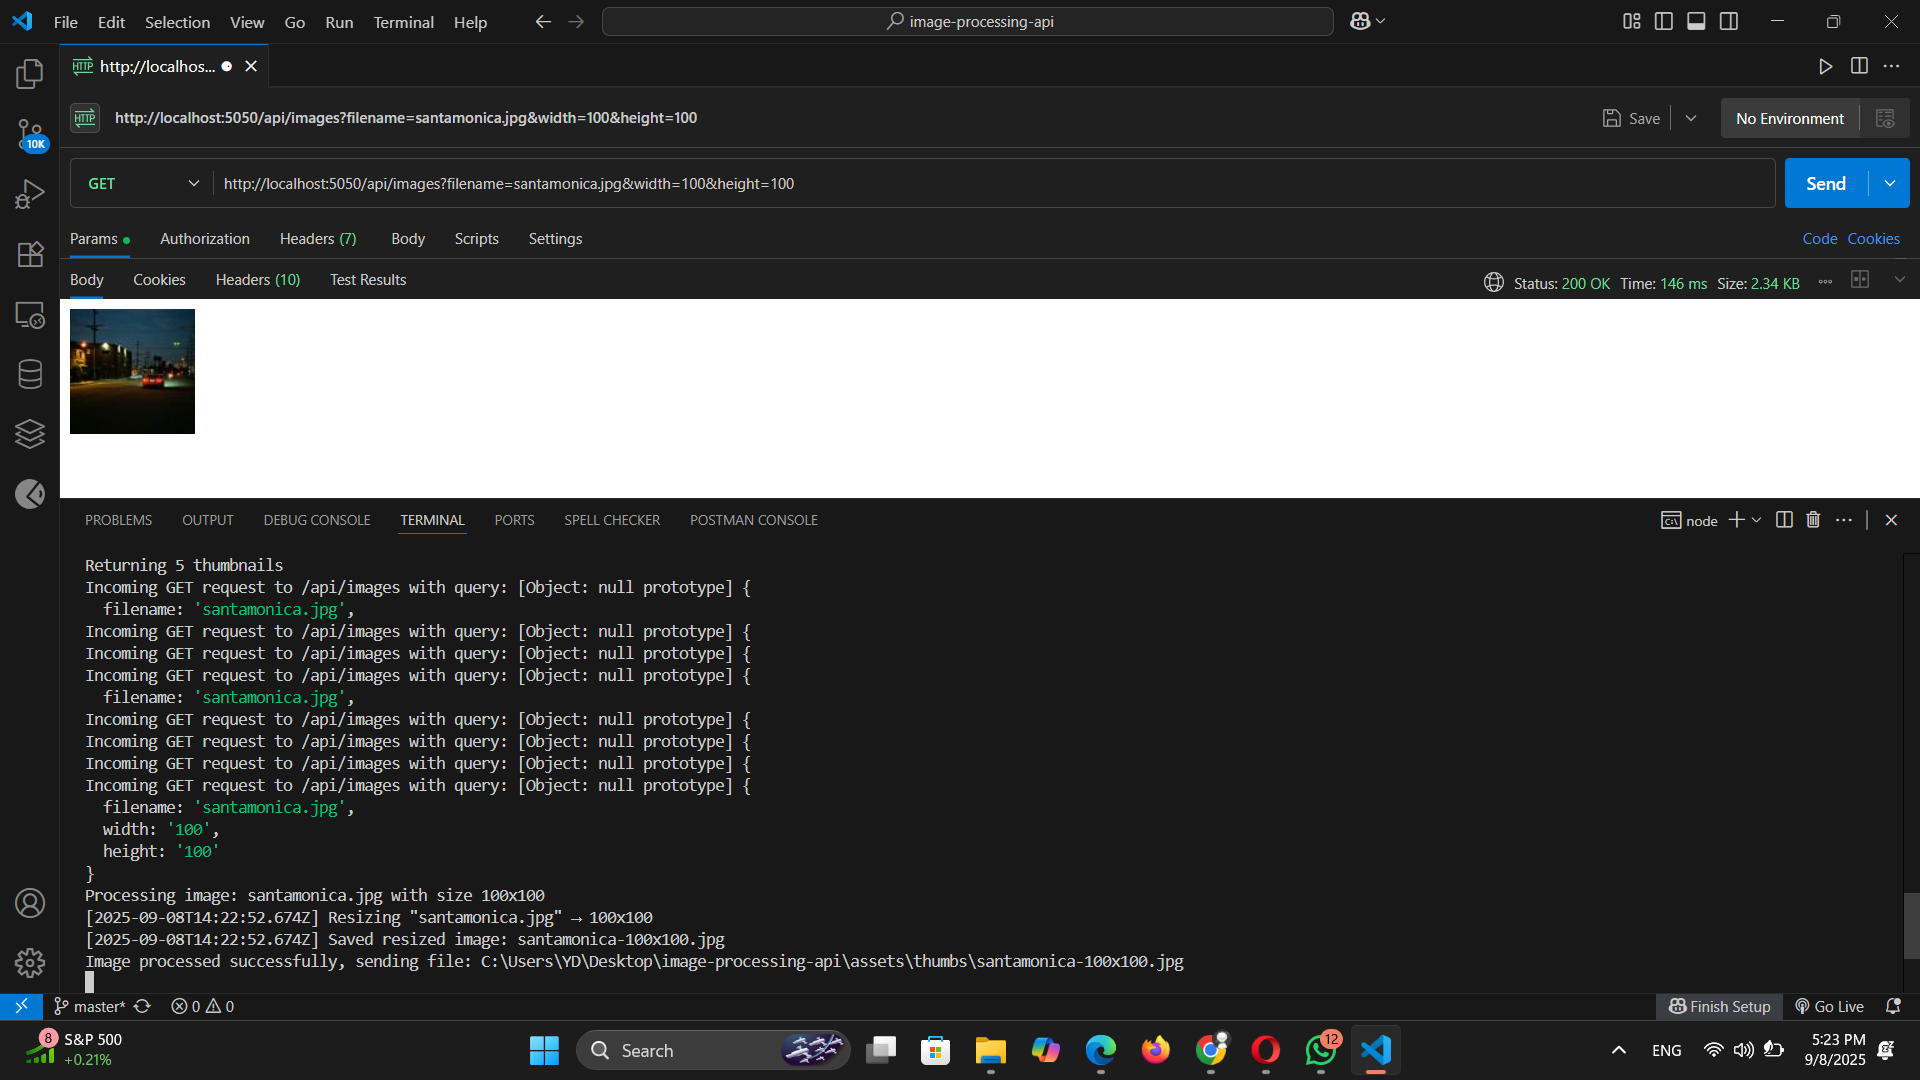 File Edit Selection View Go Run Terminal Help
image-processing-api
HTTP http://localhos...
HTTP http://localhost:5050/api/images?filename=santamonica.jpg&width=100&height=100
Save
No Environment
GET http://localhost:5050/api/images?filename=santamonica.jpg&width=100&height=100
Send
Params Authorization Headers (7) Body Scripts Settings
Code Cookies
Body Cookies Headers (10) Test Results
Status: 200 OK Time: 146 ms Size: 2.34 KB
10K
PROBLEMS OUTPUT DEBUG CONSOLE TERMINAL PORTS SPELL CHECKER POSTMAN CONSOLE
node
Returning 5 thumbnails
Incoming GET request to /api/images with query: [Object: null prototype] {
filename: 'santamonica.jpg',
Incoming GET request to /api/images with query: [Object: null prototype] {
Incoming GET request to /api/images with query: [Object: null prototype] {
Incoming GET request to /api/images with query: [Object: null prototype] {
filename: 'santamonica.jpg',
Incoming GET request to /api/images with query: [Object: null prototype] {
Incoming GET request to /api/images with query: [Object: null prototype] {
Incoming GET request to /api/images with query: [Object: null prototype] {
Incoming GET request to /api/images with query: [Object: null prototype] {
filename: 'santamonica.jpg',
width: '100',
height: '100'
}
Processing image: santamonica.jpg with size 100x100
[2025-09-08T14:22:52.674Z] Resizing "santamonica.jpg" → 100x100
[2025-09-08T14:22:52.674Z] Saved resized image: santamonica-100x100.jpg
Image processed successfully, sending file: C:\Users\YD\Desktop\image-processing-api\assets\thumbs\santamonica-100x100.jpg
master* 0 0
Finish Setup Go Live
8 S&P 500
+0.21%
Search
12
ENG
5:23 PM
9/8/2025